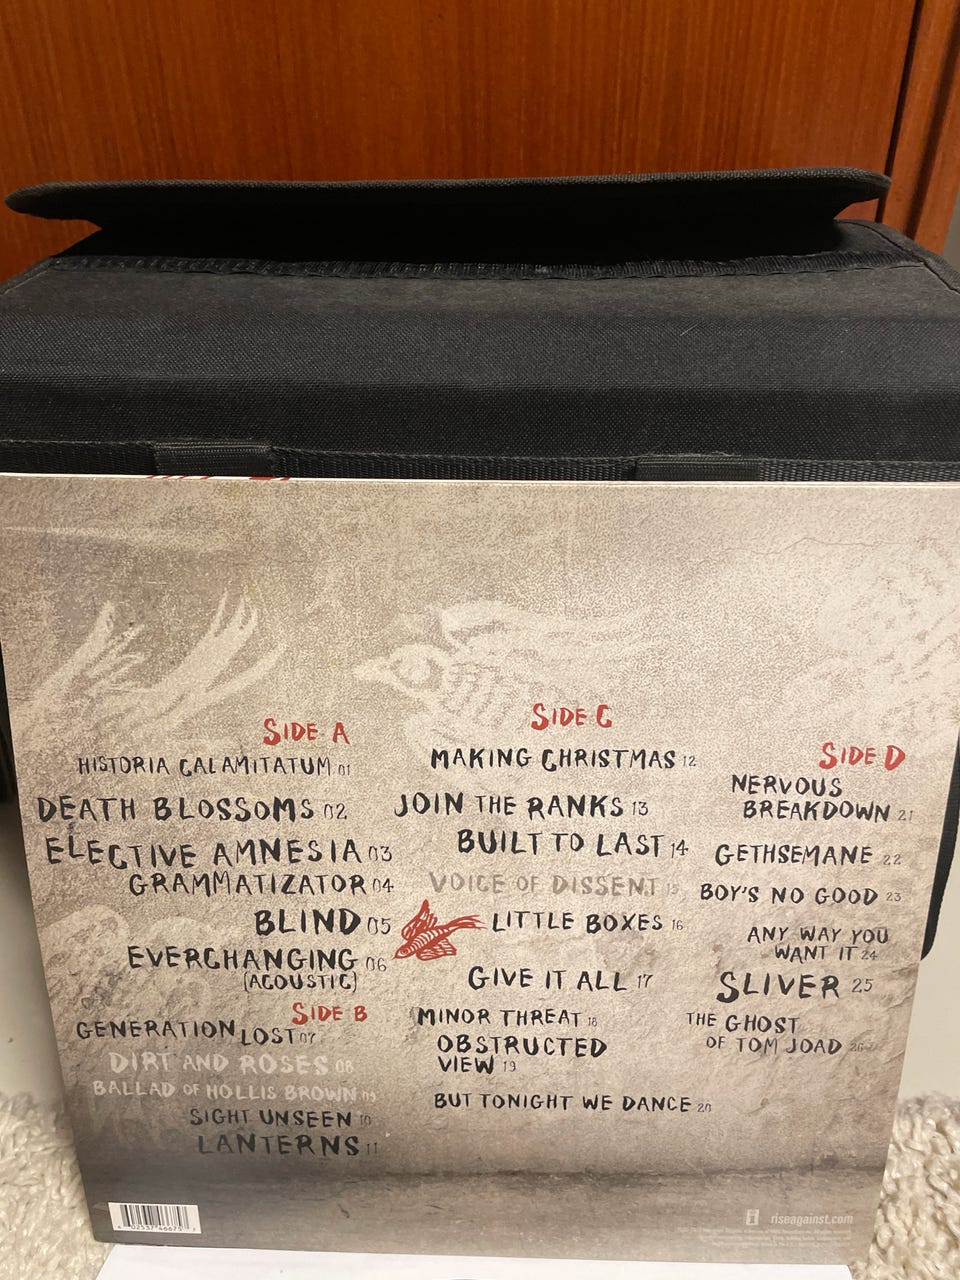 SIDE A
HISTORIA CALAMITATUM 01
DEATH BLOSSOMS 02
ELECTIVE AMNESIA 03
GRAMMATIZATOR 04
BLIND 05
EVERCHANGING 06
(ACOUSTIC)
SIDE B
GENERATION LOST 07
DIRT AND ROSES 08
BALLAD OF HOLLIS BROWN 09
SIGHT UNSEEN 10
LANTERNS 11
SIDE C
MAKING CHRISTMAS 12
JOIN THE RANKS 13
BUILT TO LAST 14
VOICE OF DISSENT 15
LITTLE BOXES 16
GIVE IT ALL 17
MINOR THREAT 18
OBSTRUCTED
VIEW 19
BUT TONIGHT WE DANCE 20
SIDE D
NERVOUS
BREAKDOWN 21
GETHSEMANE 22
BOY'S NO GOOD 23
ANY WAY YOU
WANT IT 24
SLIVER 25
THE GHOST
OF TOM JOAD 26
riseagainst.com